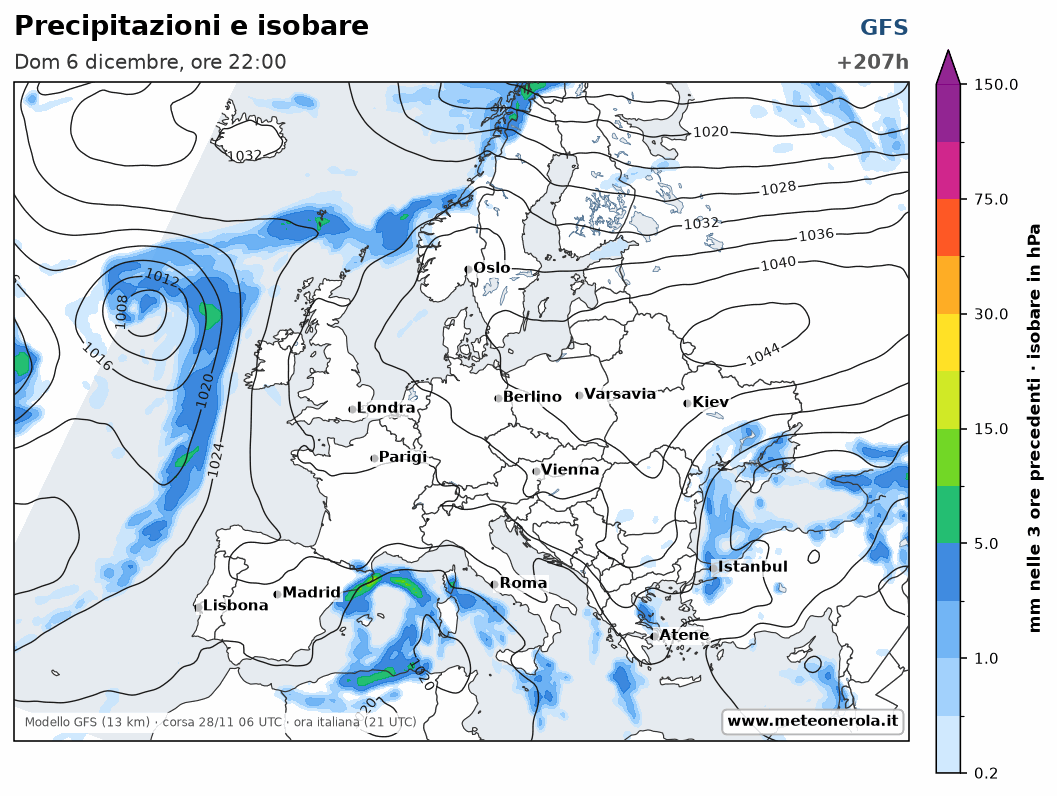 Precipitazioni e isobare
GFS
Dom 6 dicembre, ore 22:00
+207h
150.0
75.0
30.0
15.0
5.0
1.0
0.2
mm nelle 3 ore precedenti · isobare in hPa
1020
1032
1028
1032
1036
1040
1012
1008
1016
1044
1020
1024
1020
20
Oslo
Berlino
Varsavia
Kiev
Londra
Parigi
Vienna
Istanbul
Madrid
Roma
Lisbona
Atene
Modello GFS (13 km) · corsa 28/11 06 UTC · ora italiana (21 UTC)
www.meteonerola.it